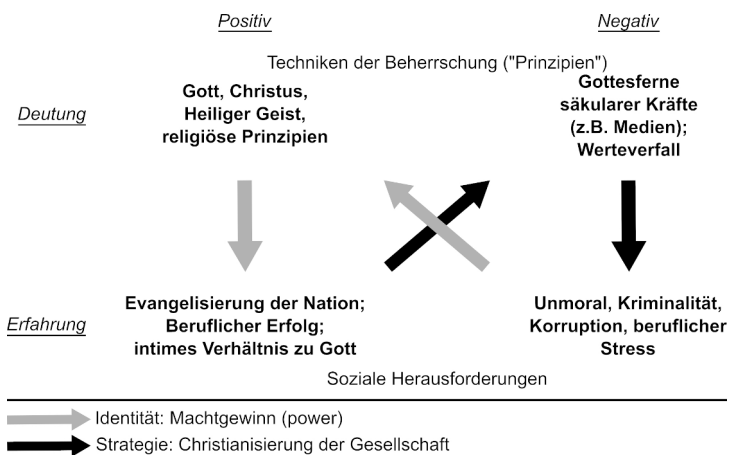 Positiv
Negativ
Techniken der Beherrschung ("Prinzipien")
Deutung
Gott, Christus,
Heiliger Geist,
religiöse Prinzipien
Gottesferne
säkularer Kräfte
(z.B. Medien);
Werteverfall
Erfahrung
Evangelisierung der Nation;
Beruflicher Erfolg;
intimes Verhältnis zu Gott
Unmoral, Kriminalität,
Korruption, beruflicher
Stress
Soziale Herausforderungen
Identität: Machtgewinn (power)
Strategie: Christianisierung der Gesellschaft